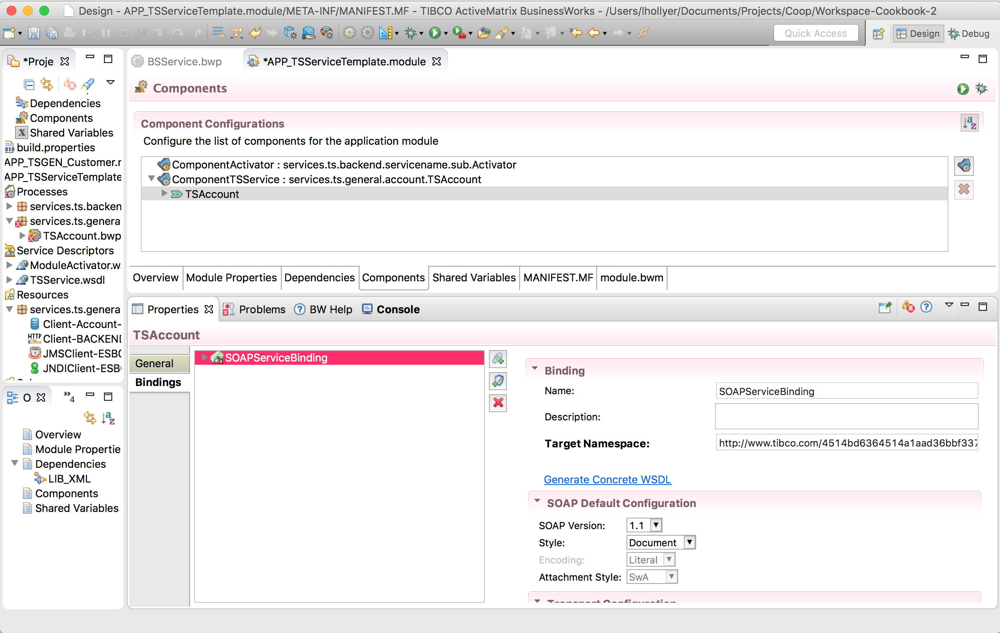 Design - APP_TSServiceTemplate.module/META-INF/MANIFEST.MF - TIBCO ActiveMatrix BusinessWorks - /Users/lhollyer/Documents/Projects/Coop/Workspace-Cookbook-2
Quick Access
Design
Debug
*Proje
Dependencies
Components
X Shared Variables
010 build.properties
APP_TSGEN_Customer.r
APP_TSServiceTemplate
Processes
services.ts.backen
services.ts.genera
TSAccount.bwp
Service Descriptors
ModuleActivator.w
TSService.wsdl
Resources
services.ts.genera
Client-Account-
HTTP Client-BACKEND
JMSClient-ESB
JNDIClient-ESB
O
»4
a z
Overview
Module Propertie
Dependencies
LIB_XML
Components
Shared Variables
BSService.bwp
*APP_TSServiceTemplate.module
Components
Component Configurations
a z
Configure the list of components for the application module
ComponentActivator : services.ts.backend.servicename.sub.Activator
ComponentTSService : services.ts.general.account.TSAccount
TSAccount
Overview
Module Properties
Dependencies
Components
Shared Variables
MANIFEST.MF
module.bwm
Properties
Problems
BW Help
Console
TSAccount
General
Bindings
SOAPServiceBinding
Binding
Name:
SOAPServiceBinding
Description:
Target Namespace:
http://www.tibco.com/4514bd6364514a1aad36bbf337
Generate Concrete WSDL
SOAP Default Configuration
SOAP Version:
1.1
Style:
Document
Encoding:
Literal
Attachment Style:
SwA
Transport Configuration